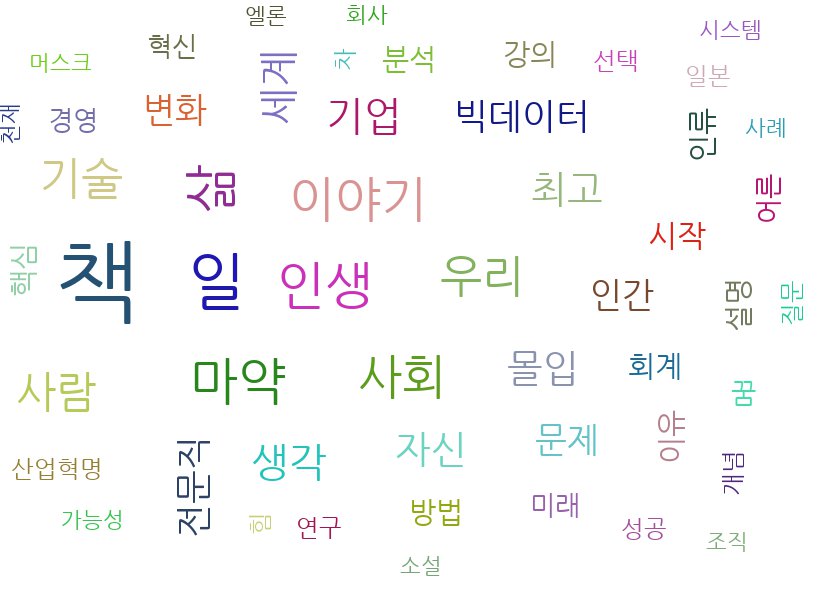 엘론
회사
시스템
머스크
혁신
세계
차
분석
강의
선택
일본
천재
경영
변화
기업
빅데이터
인류
사례
기술
삶
이야기
최고
어른
시작
핵심
책
일
인생
우리
인간
설명
질문
사람
마약
사회
몰입
회계
꿈
산업혁명
전문직
생각
자신
문제
이유
개념
가능성
힘
연구
방법
미래
성공
조직
소설